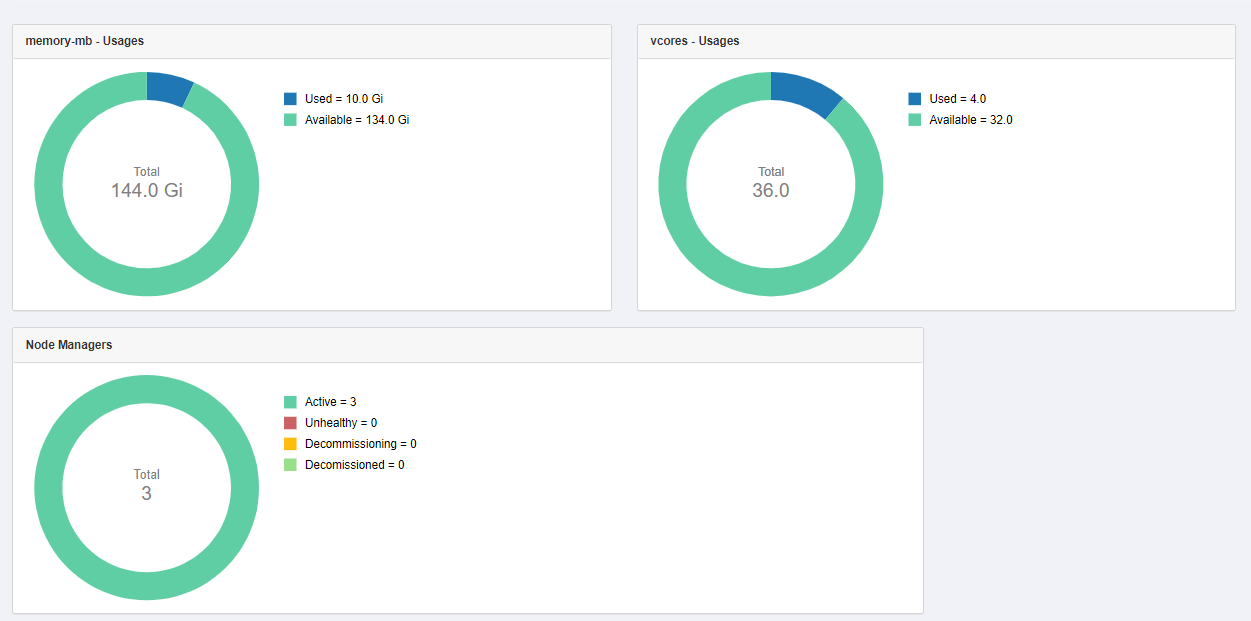 memory-mb - Usages
Used = 10.0 Gi
Available = 134.0 Gi
Total
144.0 Gi
vcores - Usages
Used = 4.0
Available = 32.0
Total
36.0
Node Managers
Active = 3
Unhealthy = 0
Decommissioning = 0
Decomissioned = 0
Total
3